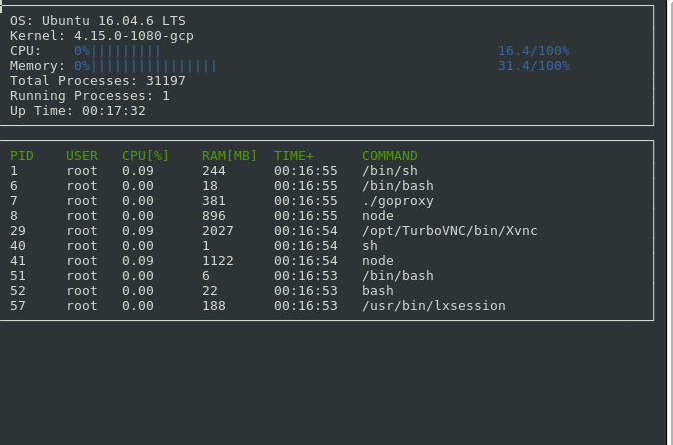 OS: Ubuntu 16.04.6 LTS
Kernel: 4.15.0-1080-gcp
CPU: 0%||||||||| 16.4/100%
Memory: 0%|||||||||||||||| 31.4/100%
Total Processes: 31197
Running Processes: 1
Up Time: 00:17:32
PID USER CPU[%] RAM[MB] TIME+ COMMAND
1 root 0.09 244 00:16:55 /bin/sh
6 root 0.00 18 00:16:55 /bin/bash
7 root 0.00 381 00:16:55 ./goproxy
8 root 0.00 896 00:16:55 node
29 root 0.09 2027 00:16:54 /opt/TurboVNC/bin/Xvnc
40 root 0.00 1 00:16:54 sh
41 root 0.09 1122 00:16:54 node
51 root 0.00 6 00:16:53 /bin/bash
52 root 0.00 22 00:16:53 bash
57 root 0.00 188 00:16:53 /usr/bin/lxsession